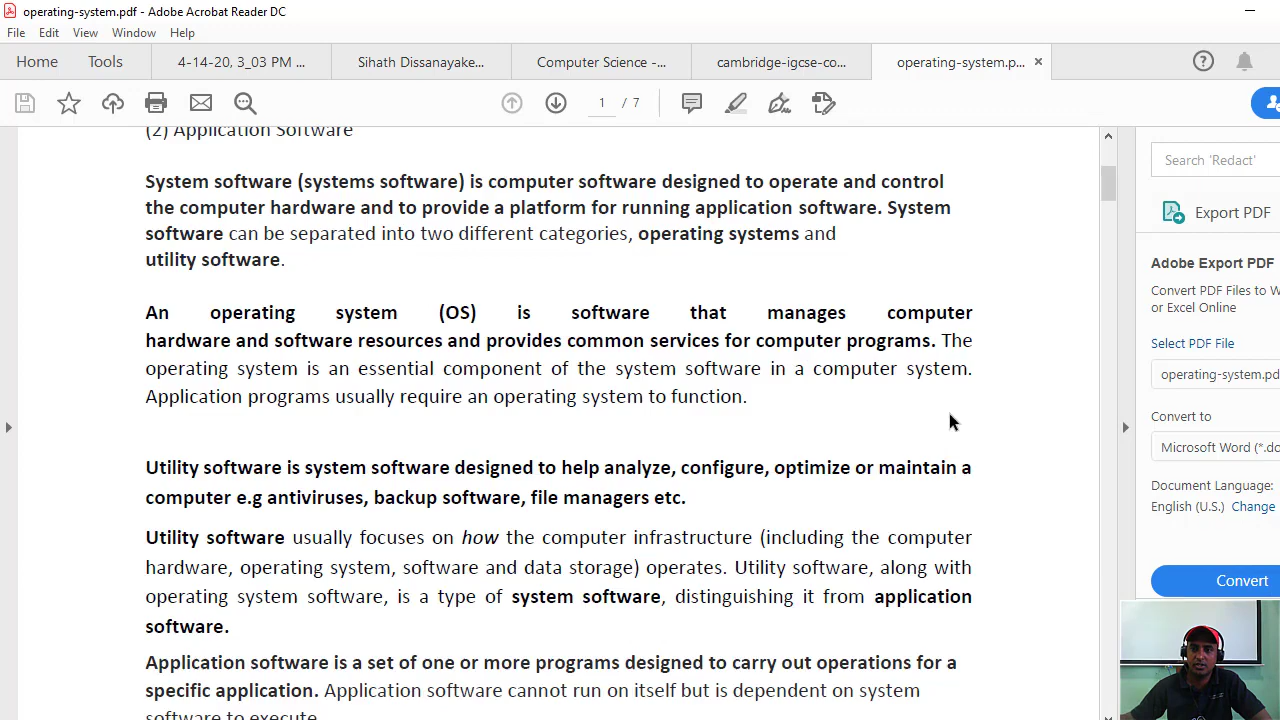 operating-system.pdf - Adobe Acrobat Reader DC
File Edit View Window Help
Home Tools 4-14-20, 3_03 PM ... Sihath Dissanayake... Computer Science -... cambridge-igcse-co... operating-system.p... ×
1 / 7
(2) Application Software
System software (systems software) is computer software designed to operate and control
the computer hardware and to provide a platform for running application software. System
software can be separated into two different categories, operating systems and
utility software.
An operating system (OS) is software that manages computer
hardware and software resources and provides common services for computer programs. The
operating system is an essential component of the system software in a computer system.
Application programs usually require an operating system to function.
Utility software is system software designed to help analyze, configure, optimize or maintain a
computer e.g antiviruses, backup software, file managers etc.
Utility software usually focuses on how the computer infrastructure (including the computer
hardware, operating system, software and data storage) operates. Utility software, along with
operating system software, is a type of system software, distinguishing it from application
software.
Application software is a set of one or more programs designed to carry out operations for a
specific application. Application software cannot run on itself but is dependent on system
software to execute.
Search 'Redact'
Export PDF
Adobe Export PDF
Convert PDF Files to W
or Excel Online
Select PDF File
operating-system.pd
Convert to
Microsoft Word (*.do
Document Language:
English (U.S.) Change
Convert